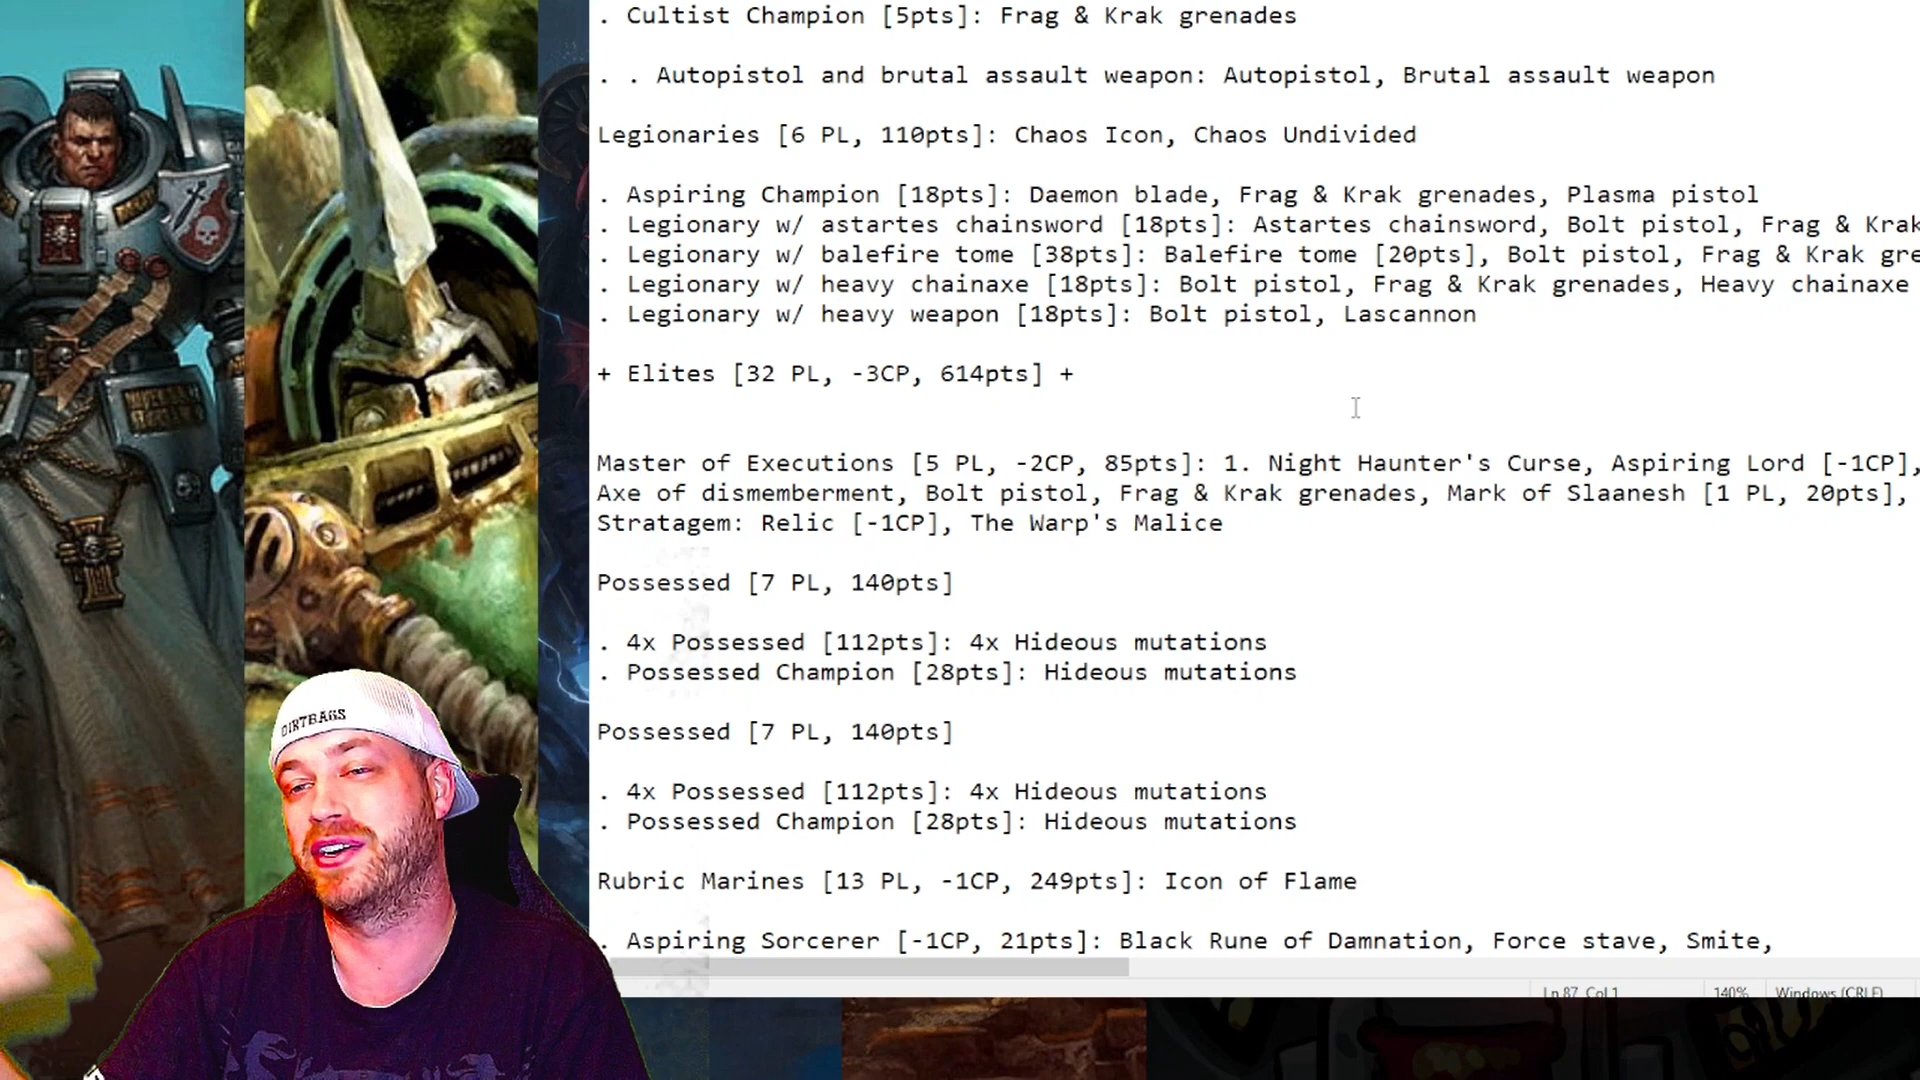 . Cultist Champion [5pts]: Frag & Krak grenades
. . Autopistol and brutal assault weapon: Autopistol, Brutal assault weapon
Legionaries [6 PL, 110pts]: Chaos Icon, Chaos Undivided
. Aspiring Champion [18pts]: Daemon blade, Frag & Krak grenades, Plasma pistol
. Legionary w/ astartes chainsword [18pts]: Astartes chainsword, Bolt pistol, Frag & Krak
. Legionary w/ balefire tome [38pts]: Balefire tome [20pts], Bolt pistol, Frag & Krak gre
. Legionary w/ heavy chainaxe [18pts]: Bolt pistol, Frag & Krak grenades, Heavy chainaxe
. Legionary w/ heavy weapon [18pts]: Bolt pistol, Lascannon
+ Elites [32 PL, -3CP, 614pts] +
Master of Executions [5 PL, -2CP, 85pts]: 1. Night Haunter's Curse, Aspiring Lord [-1CP],
Axe of dismemberment, Bolt pistol, Frag & Krak grenades, Mark of Slaanesh [1 PL, 20pts],
Stratagem: Relic [-1CP], The Warp's Malice
Possessed [7 PL, 140pts]
. 4x Possessed [112pts]: 4x Hideous mutations
. Possessed Champion [28pts]: Hideous mutations
Possessed [7 PL, 140pts]
. 4x Possessed [112pts]: 4x Hideous mutations
. Possessed Champion [28pts]: Hideous mutations
Rubric Marines [13 PL, -1CP, 249pts]: Icon of Flame
. Aspiring Sorcerer [-1CP, 21pts]: Black Rune of Damnation, Force stave, Smite,
Ln 87, Col 1
140%
Windows (CRLF)
DIRTBAGS